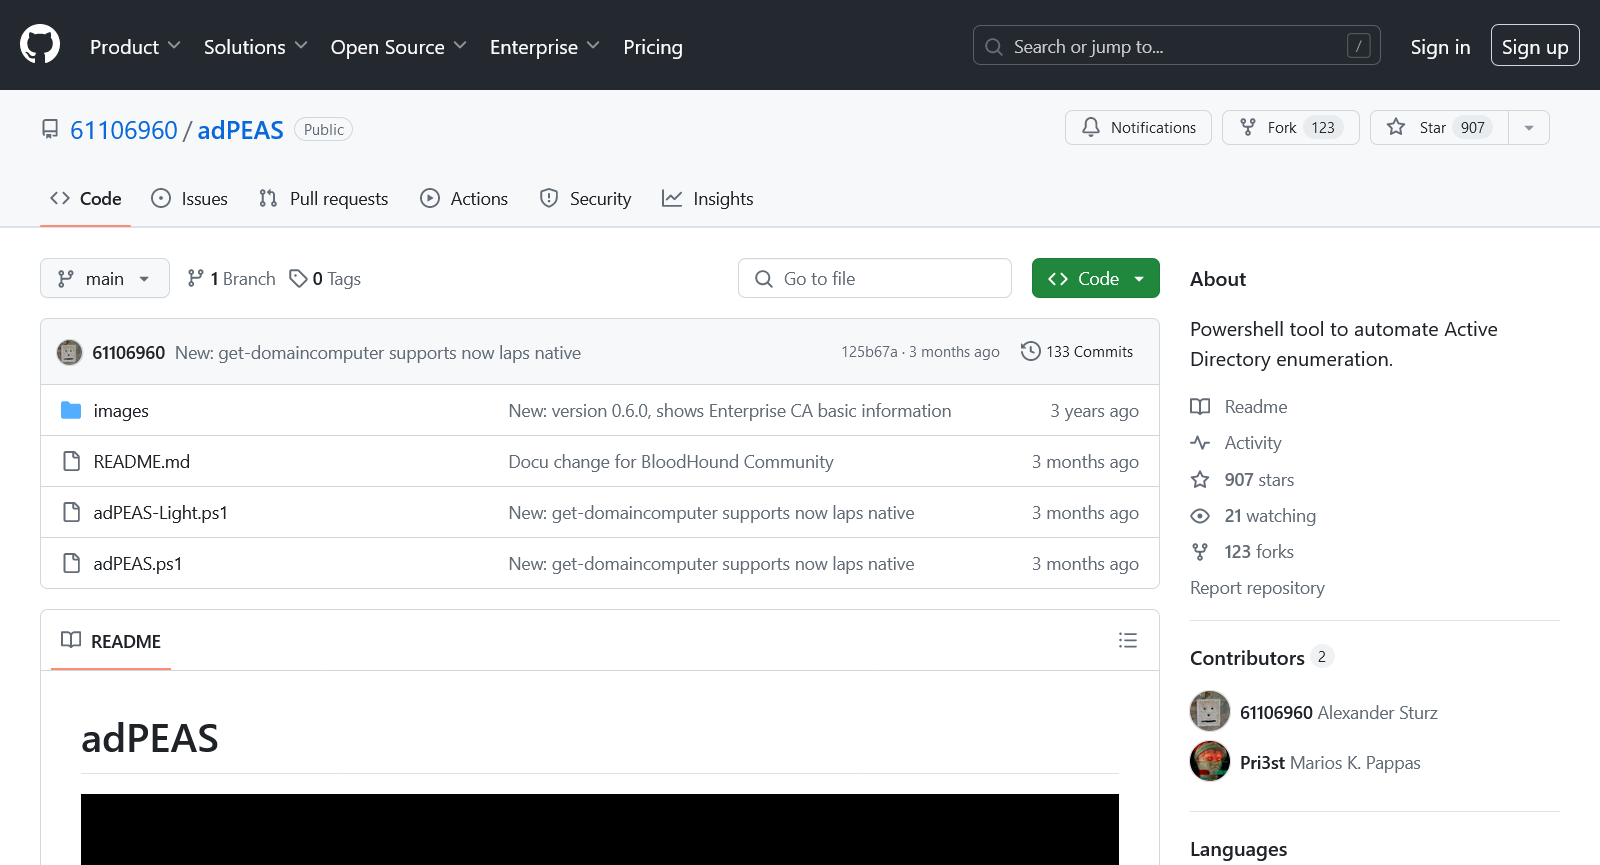 Product Solutions Open Source Enterprise Pricing Search or jump to... / Sign in Sign up
61106960 / adPEAS Public Notifications Fork 123 Star 907
Code Issues Pull requests Actions Security Insights
main 1 Branch 0 Tags Go to file Code
61106960 New: get-domaincomputer supports now laps native 125b67a · 3 months ago 133 Commits
images New: version 0.6.0, shows Enterprise CA basic information 3 years ago
README.md Docu change for BloodHound Community 3 months ago
adPEAS-Light.ps1 New: get-domaincomputer supports now laps native 3 months ago
adPEAS.ps1 New: get-domaincomputer supports now laps native 3 months ago
README
adPEAS
About
Powershell tool to automate Active
Directory enumeration.
Readme
Activity
907 stars
21 watching
123 forks
Report repository
Contributors 2
61106960 Alexander Sturz
Pri3st Marios K. Pappas
Languages